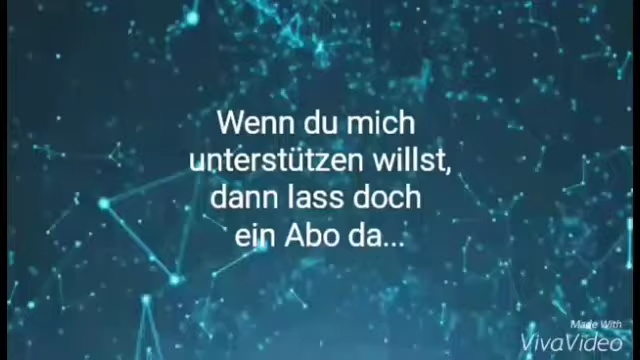 Wenn du mich
unterstützen willst,
dann lass doch
ein Abo da...
Made With
VivaVideo